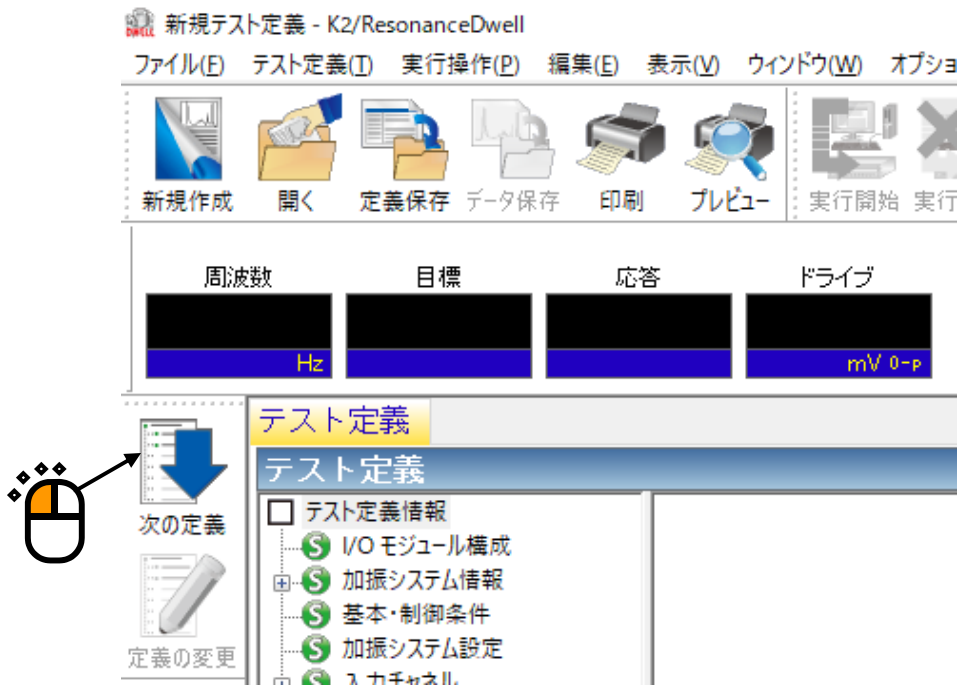 新規テスト定義 - K2/ResonanceDwell
ファイル(F) テスト定義(T) 実行操作(P) 編集(E) 表示(V) ウィンドウ(W) オプショ
新規作成 開く 定義保存 データ保存 印刷 プレビュー 実行開始 実行
周波数 目標 応答 ドライブ
Hz mV 0-p
テスト定義
テスト定義
次の定義
定義の変更
テスト定義情報
I/O モジュール構成
加振システム情報
基本・制御条件
加振システム設定
入力チャネル